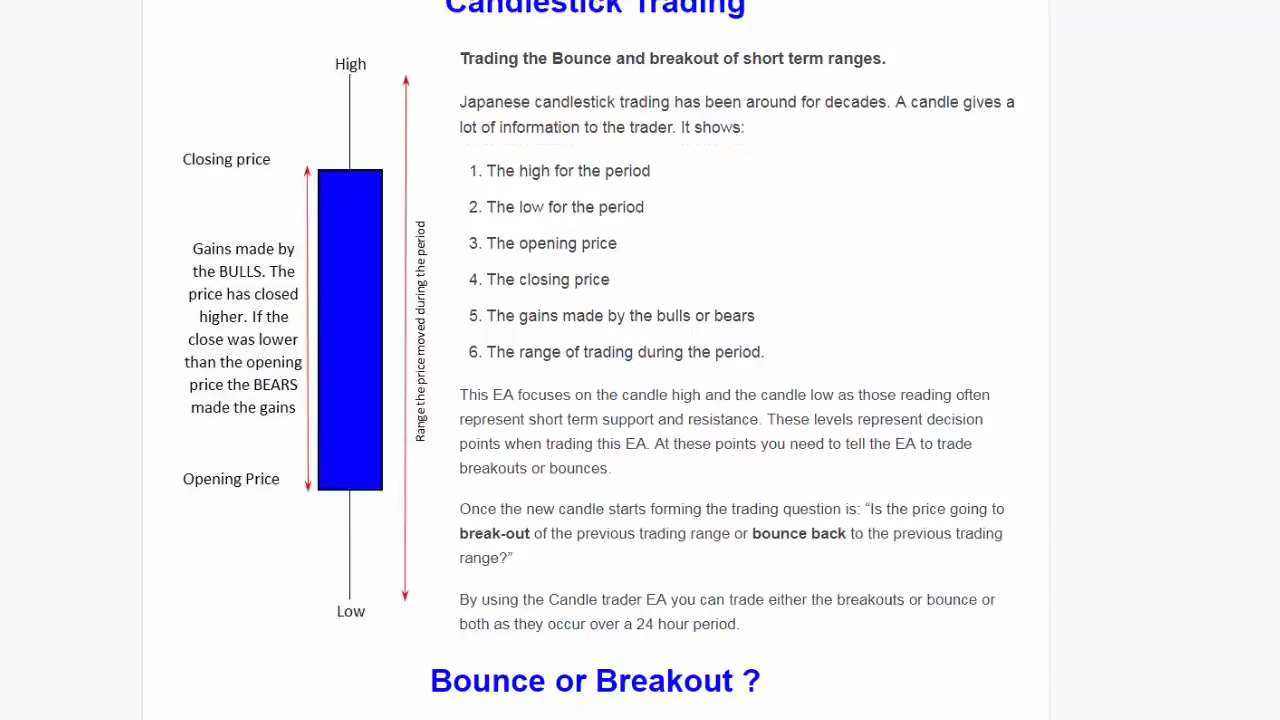 Candlestick Trading
High
Closing price
Gains made by
the BULLS. The
price has closed
higher. If the
close was lower
than the opening
price the BEARS
made the gains
Opening Price
Low
Range the price moved during the period
Trading the Bounce and breakout of short term ranges.
Japanese candlestick trading has been around for decades. A candle gives a
lot of information to the trader. It shows:
1. The high for the period
2. The low for the period
3. The opening price
4. The closing price
5. The gains made by the bulls or bears
6. The range of trading during the period.
This EA focuses on the candle high and the candle low as those reading often
represent short term support and resistance. These levels represent decision
points when trading this EA. At these points you need to tell the EA to trade
breakouts or bounces.
Once the new candle starts forming the trading question is: “Is the price going to
break-out of the previous trading range or bounce back to the previous trading
range?”
By using the Candle trader EA you can trade either the breakouts or bounce or
both as they occur over a 24 hour period.
Bounce or Breakout ?